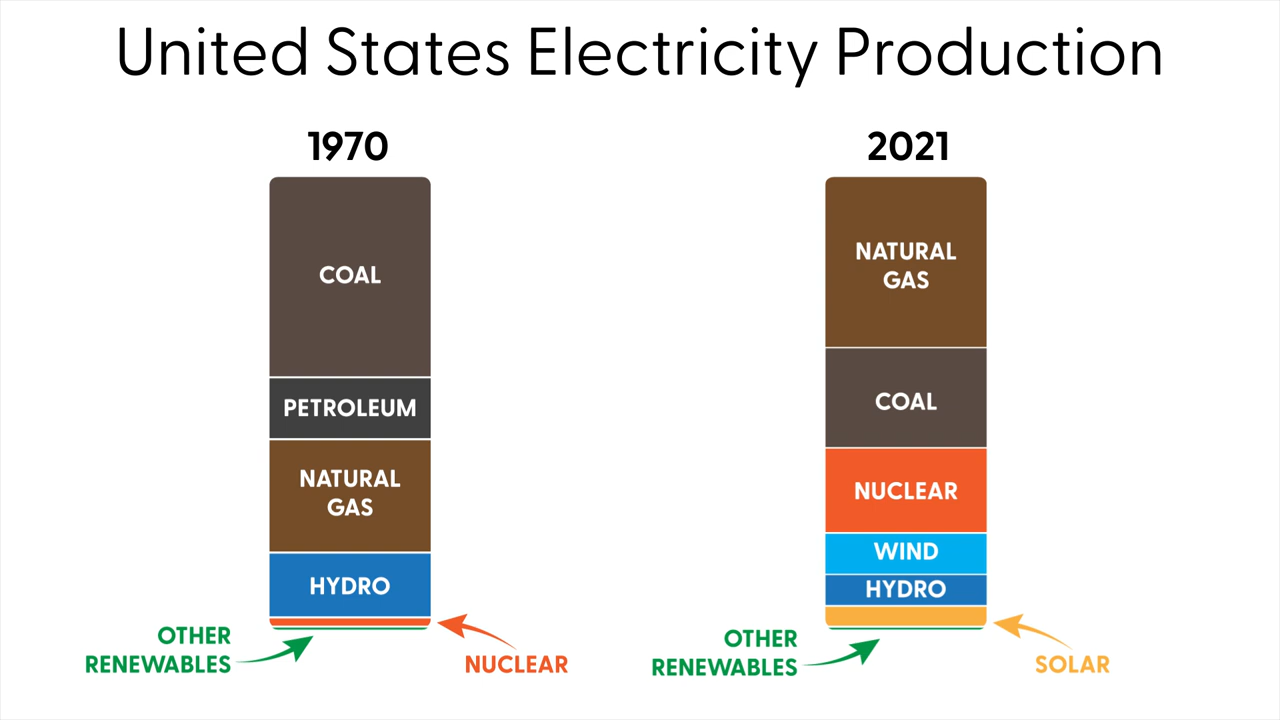 United States Electricity Production
1970
COAL
PETROLEUM
NATURAL
GAS
HYDRO
OTHER
RENEWABLES
NUCLEAR
2021
NATURAL
GAS
COAL
NUCLEAR
WIND
HYDRO
OTHER
RENEWABLES
SOLAR